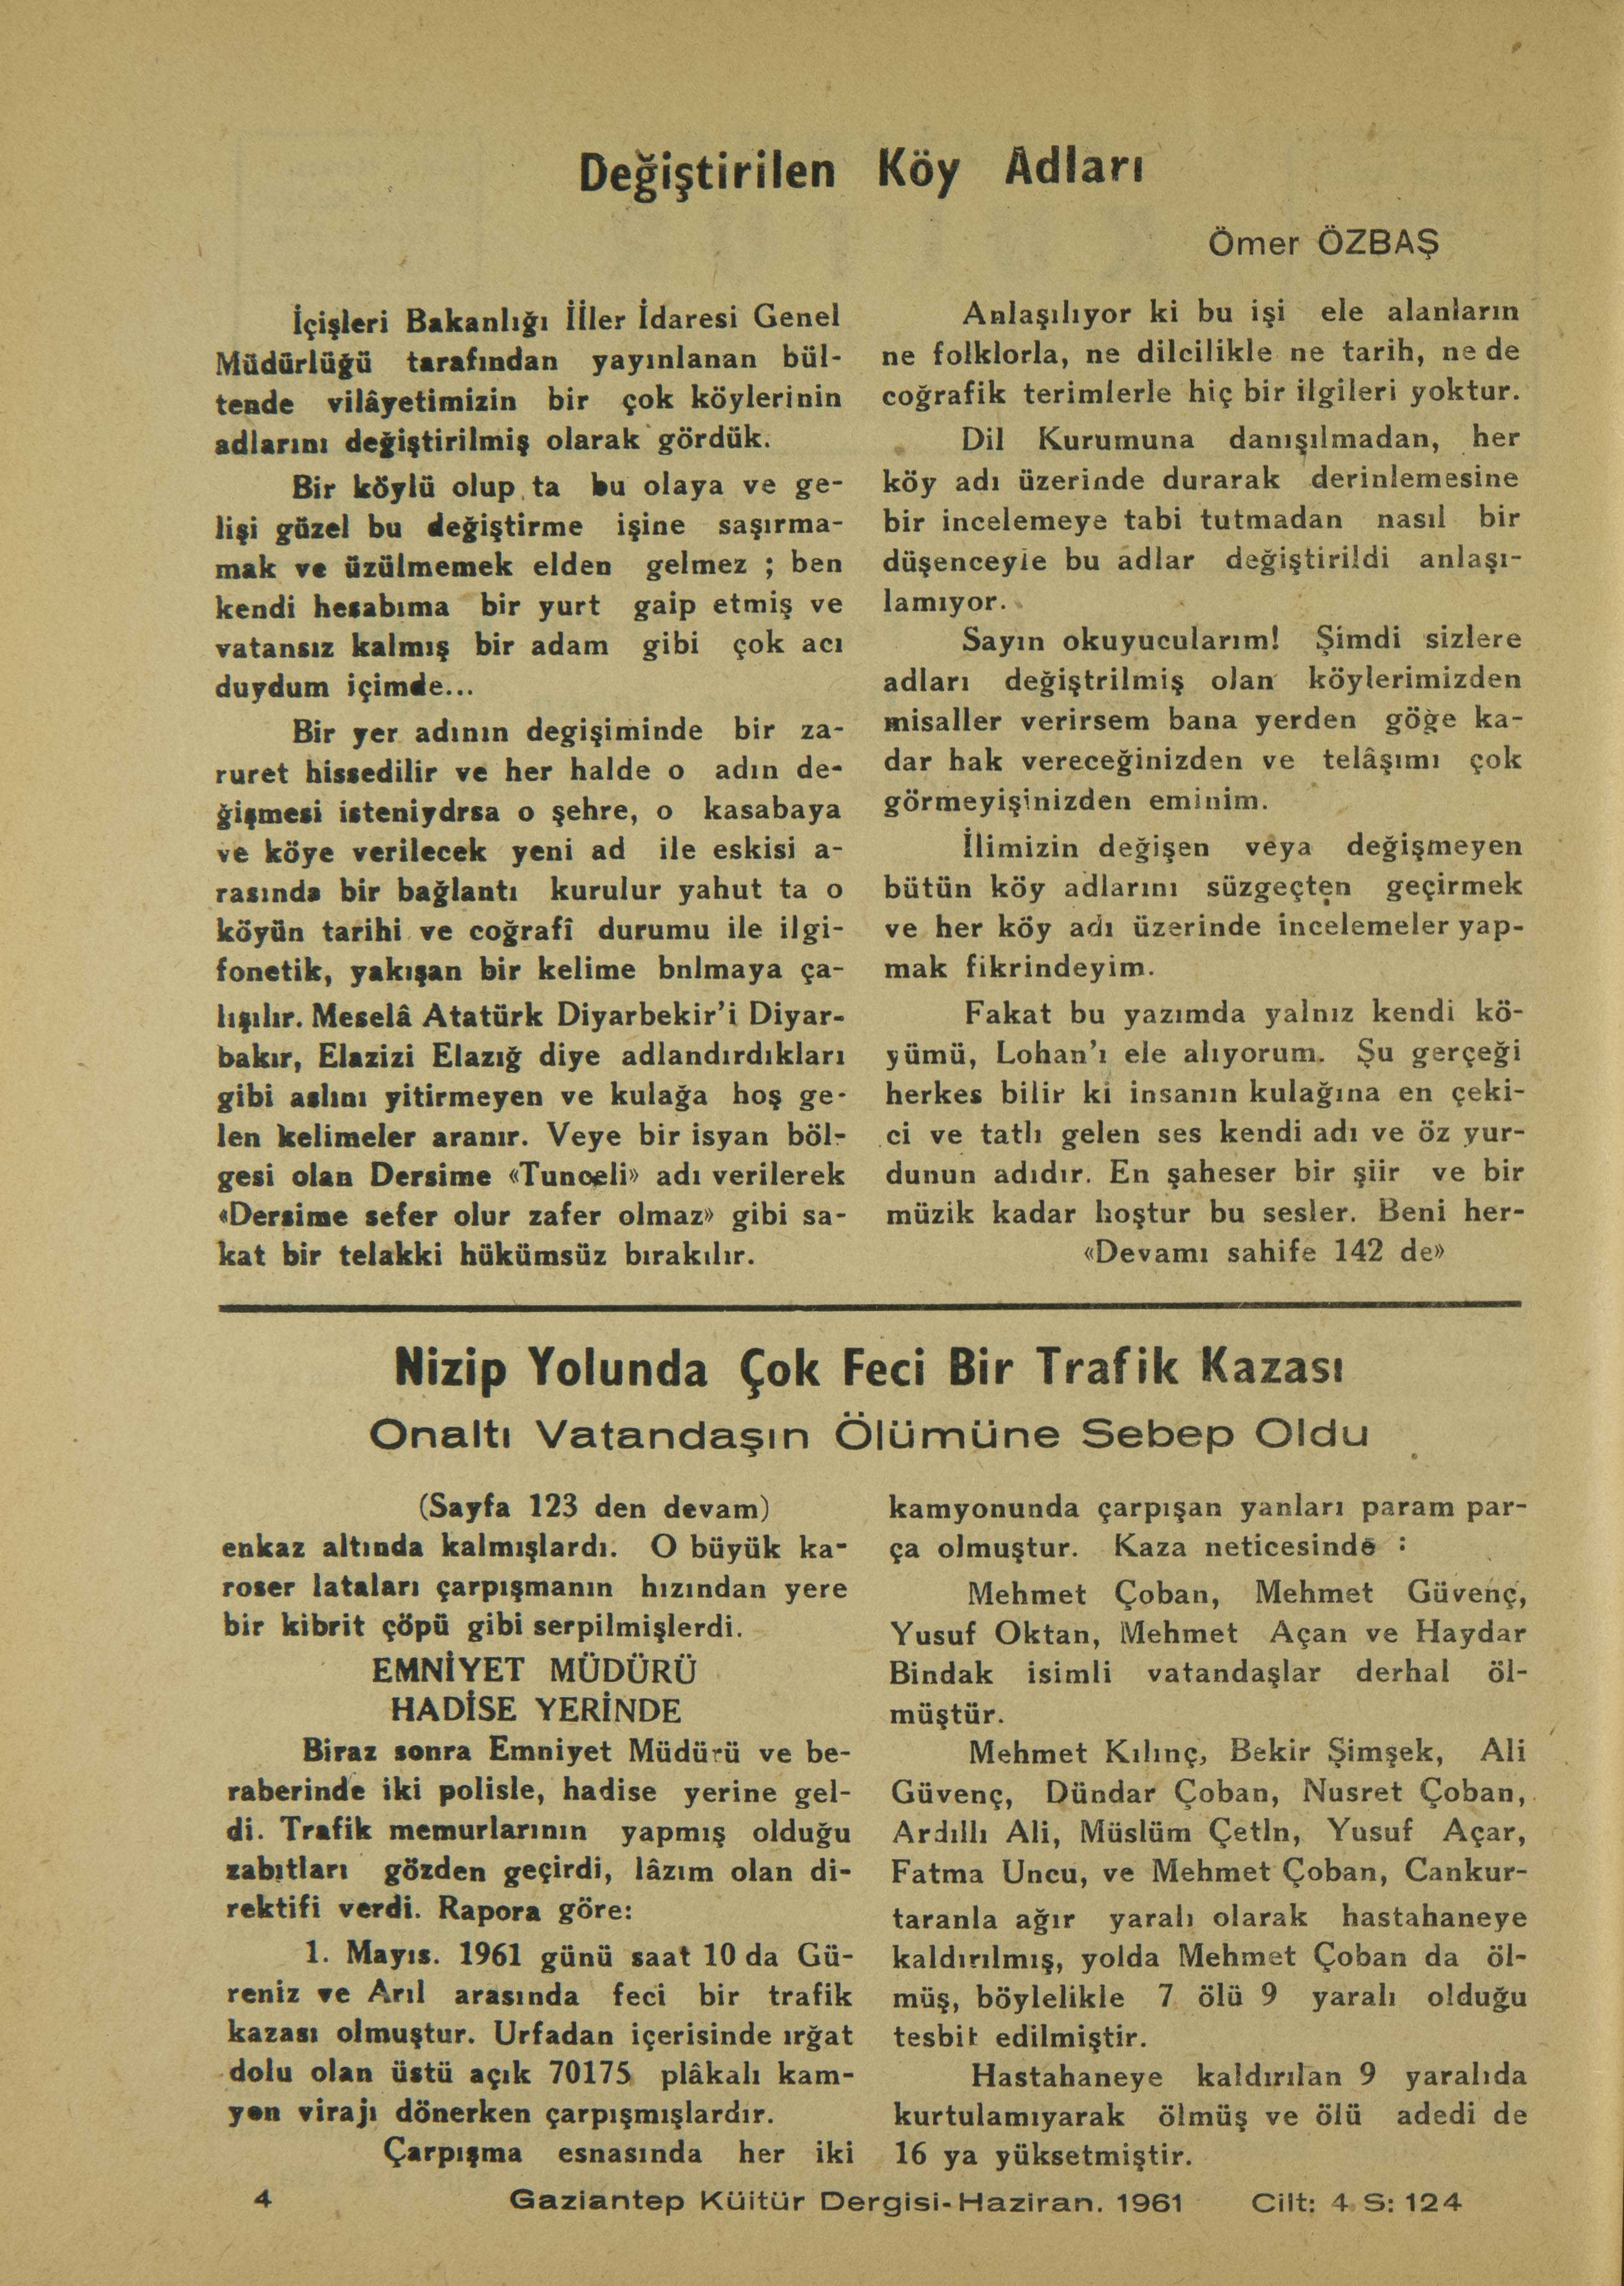 Değiştirilen Köy Adları
Ömer ÖZBAŞ
İçişleri Bakanlığı İller İdaresi Genel
Müdürlüğü tarafından yayınlanan bül-
tende vilâyetimizin bir çok köylerinin
adlarını değiştirilmiş olarak gördük.
Bir köylü olup ta bu olaya ve ge-
lişi güzel bu değiştirme işine saşırma-
mak ve üzülmemek elden gelmez ; ben
kendi hesabıma bir yurt gaip etmiş ve
vatansız kalmış bir adam gibi çok acı
duydum içimde...
Bir yer adının degişiminde bir za-
ruret hissedilir ve her halde o adın de-
ğişmesi isteniydrsa o şehre, o kasabaya
ve köye verilecek yeni ad ile eskisi a-
rasında bir bağlantı kurulur yahut ta o
köyün tarihi ve coğrafî durumu ile ilgi-
fonetik, yakışan bir kelime bnlmaya ça-
lışılır. Meselâ Atatürk Diyarbekir'i Diyar-
bakır, Elazizi Elazığ diye adlandırdıkları
gibi aslını yitirmeyen ve kulağa hoş ge-
len kelimeler aranır. Veye bir isyan böl-
gesi olan Dersime «Tunceli» adı verilerek
«Dersime sefer olur zafer olmaz» gibi sa-
kat bir telakki hükümsüz bırakılır.
Anlaşılıyor ki bu işi ele alanların
ne folklorla, ne dilcilikle ne tarih, ne de
coğrafik terimlerle hiç bir ilgileri yoktur.
Dil Kurumuna danışılmadan, her
köy adı üzerinde durarak derinlemesine
bir incelemeye tabi tutmadan nasıl bir
düşenceyle bu adlar değiştirildi anlaşı-
lamıyor.
Sayın okuyucularım! Şimdi sizlere
adları değiştrilmiş olan köylerimizden
misaller verirsem bana yerden göğe ka-
dar hak vereceğinizden ve telâşımı çok
görmeyişinizden eminim.
İlimizin değişen veya değişmeyen
bütün köy adlarını süzgeçten geçirmek
ve her köy adı üzerinde incelemeler yap-
mak fikrindeyim.
Fakat bu yazımda yalnız kendi kö-
yümü, Lohan'ı ele alıyorum. Şu gerçeği
herkes bilir ki insanın kulağına en çeki-
ci ve tatlı gelen ses kendi adı ve öz yur-
dunun adıdır. En şaheser bir şiir ve bir
müzik kadar hoştur bu sesler. Beni her-
«Devamı sahife 142 de»
Nizip Yolunda Çok Feci Bir Trafik Kazası
Onaltı Vatandaşın Ölümüne Sebep Oldu
(Sayfa 123 den devam)
enkaz altında kalmışlardı. O büyük ka-
roser lataları çarpışmanın hızından yere
bir kibrit çöpü gibi serpilmişlerdi.
EMNİYET MÜDÜRÜ
HADİSE YERİNDE
Biraz sonra Emniyet Müdürü ve be-
raberinde iki polisle, hadise yerine gel-
di. Trafik memurlarının yapmış olduğu
zabıtları gözden geçirdi, lâzım olan di-
rektifi verdi. Rapora göre:
1. Mayıs. 1961 günü saat 10 da Gü-
reniz ve Arıl arasında feci bir trafik
kazası olmuştur. Urfadan içerisinde ırğat
dolu olan üstü açık 70175 plâkalı kam-
yon virajı dönerken çarpışmışlardır.
Çarpışma esnasında her iki
kamyonunda çarpışan yanları param par-
ça olmuştur. Kaza neticesinde :
Mehmet Çoban, Mehmet Güvenç,
Yusuf Oktan, Mehmet Açan ve Haydar
Bindak isimli vatandaşlar derhal öl-
müştür.
Mehmet Kılınç, Bekir Şimşek, Ali
Güvenç, Dündar Çoban, Nusret Çoban,
Ardıllı Ali, Müslüm Çetln, Yusuf Açar,
Fatma Uncu, ve Mehmet Çoban, Cankur-
taranla ağır yaralı olarak hastahaneye
kaldırılmış, yolda Mehmet Çoban da öl-
müş, böylelikle 7 ölü 9 yaralı olduğu
tesbit edilmiştir.
Hastahaneye kaldırılan 9 yaralıda
kurtulamıyarak ölmüş ve ölü adedi de
16 ya yüksetmiştir.
4 Gaziantep Küitür Dergisi-Haziran. 1961 Cilt: 4 S: 124